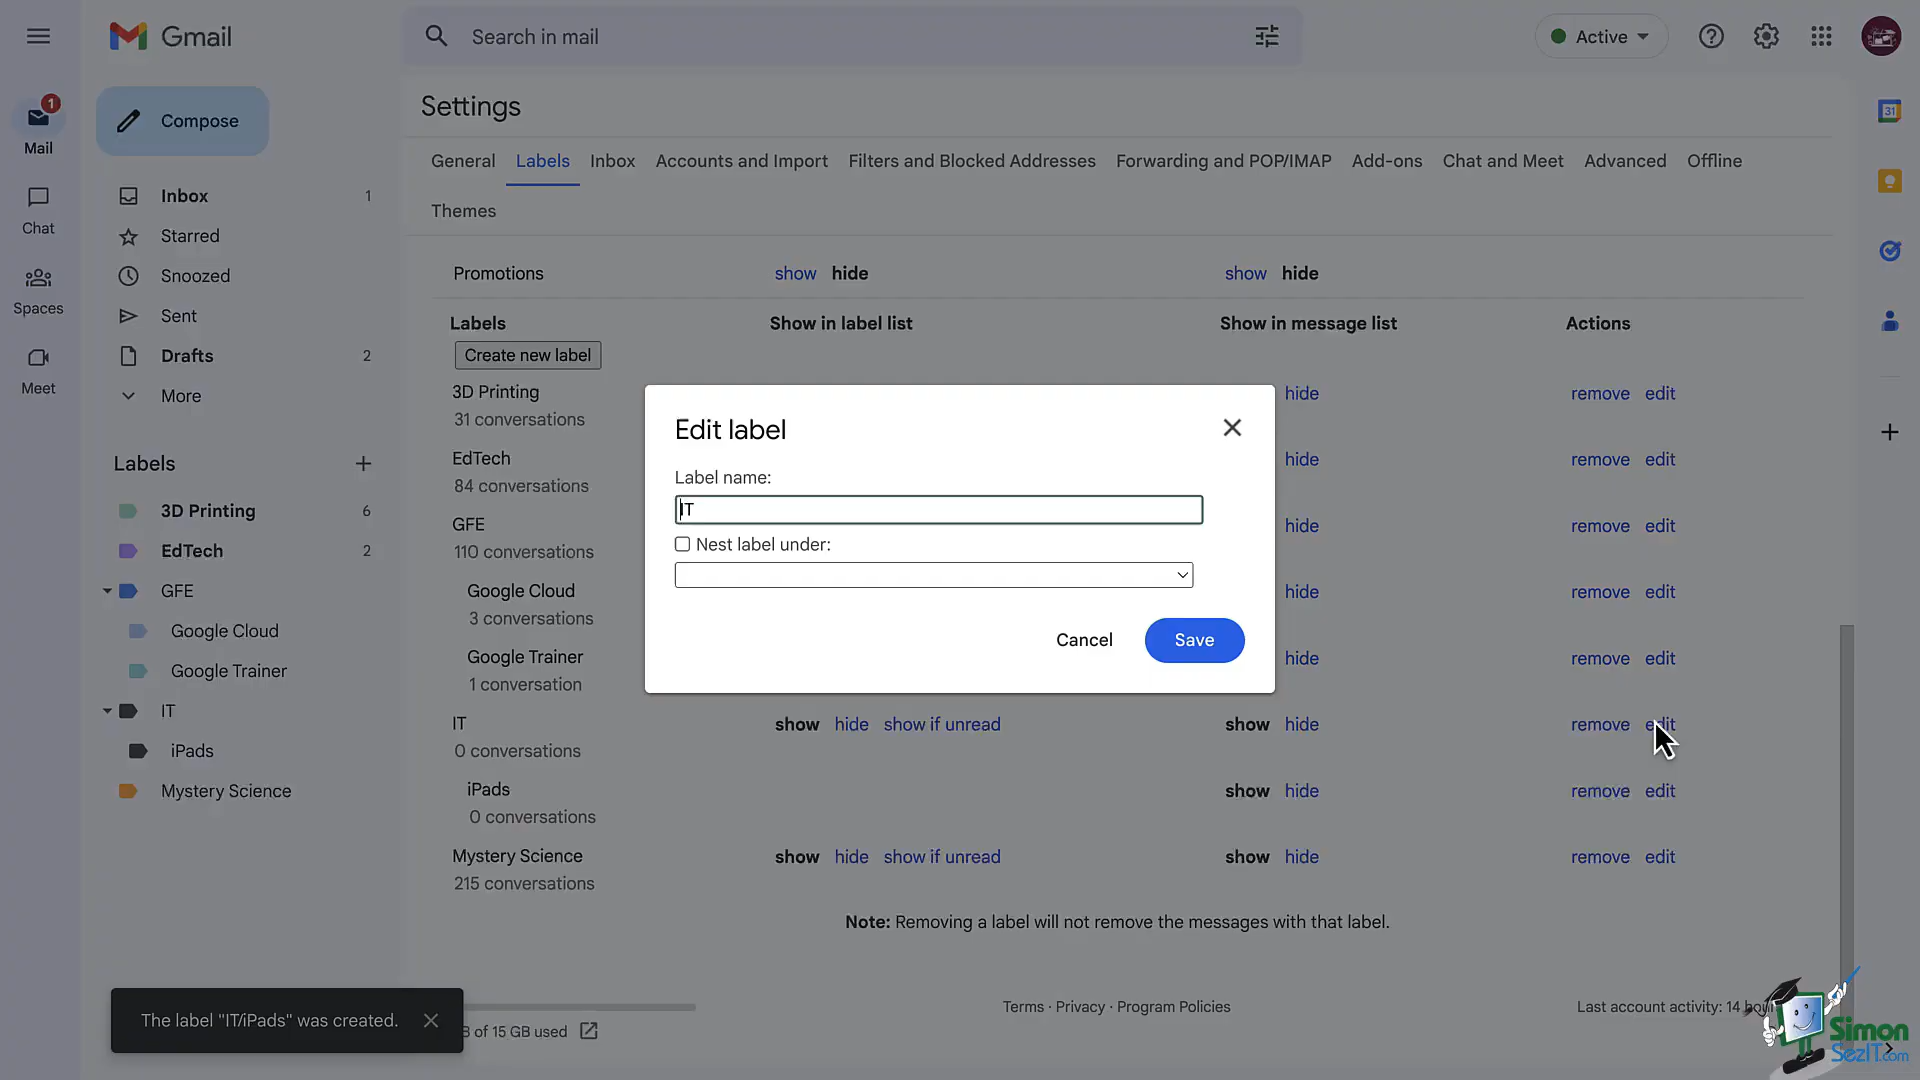 Gmail
Search in mail
Active
1
Mail
Compose
Chat
Spaces
Meet
Inbox 1
Starred
Snoozed
Sent
Drafts 2
More
Labels
3D Printing 6
EdTech 2
GFE
Google Cloud
Google Trainer
IT
iPads
Mystery Science
Settings
General Labels Inbox Accounts and Import Filters and Blocked Addresses Forwarding and POP/IMAP Add-ons Chat and Meet Advanced Offline
Themes
Promotions show hide show hide
Labels Show in label list Show in message list Actions
Create new label
3D Printing hide remove edit
31 conversations
EdTech hide remove edit
84 conversations
GFE hide remove edit
110 conversations
Google Cloud hide remove edit
3 conversations
Google Trainer hide remove edit
1 conversation
IT show hide show if unread show hide remove edit
0 conversations
iPads show hide remove edit
0 conversations
Mystery Science show hide show if unread show hide remove edit
215 conversations
Note: Removing a label will not remove the messages with that label.
Edit label
Label name:
IT
Nest label under:
Cancel Save
The label "IT/iPads" was created.
of 15 GB used
Terms · Privacy · Program Policies
Last account activity: 14
31
Simon
SezIT.com